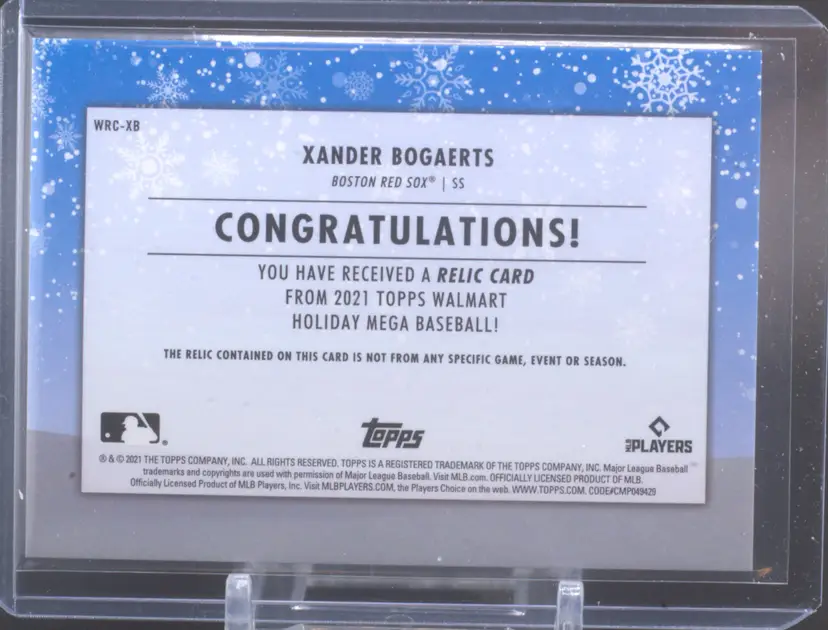 WRC-XB
XANDER BOGAERTS
BOSTON RED SOX® | SS
CONGRATULATIONS!
YOU HAVE RECEIVED A RELIC CARD
FROM 2021 TOPPS WALMART
HOLIDAY MEGA BASEBALL!
THE RELIC CONTAINED ON THIS CARD IS NOT FROM ANY SPECIFIC GAME, EVENT OR SEASON.
topps
MLB PLAYERS
® & © 2021 THE TOPPS COMPANY, INC. ALL RIGHTS RESERVED. TOPPS IS A REGISTERED TRADEMARK OF THE TOPPS COMPANY, INC. Major League Baseball
trademarks and copyrights are used with permission of Major League Baseball. Visit MLB.com. OFFICIALLY LICENSED PRODUCT OF MLB.
Officially Licensed Product of MLB Players, Inc. Visit MLBPLAYERS.COM, the Players Choice on the web. WWW.TOPPS.COM. CODE#CMP049429